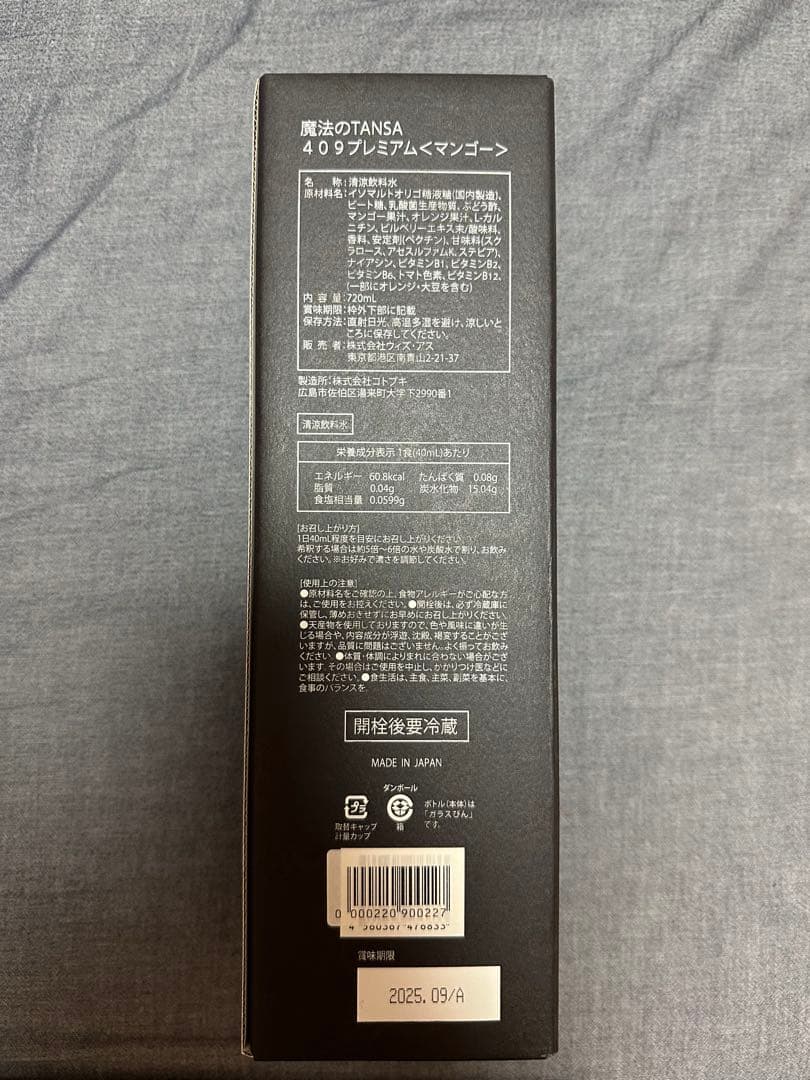 魔法のTANSA
４０９プレミアム<マンゴー>
名　　称:清涼飲料水
原材料名:イソマルトオリゴ糖液糖(国内製造)、
ビート糖、乳酸菌生産物質、ぶどう酢、
マンゴー果汁、オレンジ果汁、L-カル
ニチン、ビルベリーエキス末/酸味料、
香料、安定剤(ペクチン)、甘味料(スク
ラロース、アセスルファムK、ステビア)、
ナイアシン、ビタミンB1、ビタミンB2、
ビタミンB6、トマト色素、ビタミンB12、
(一部にオレンジ・大豆を含む)
内 容 量:720mL
賞味期限:枠外下部に記載
保存方法:直射日光、高温多湿を避け、涼しいと
ころに保存してください。
販 売 者:株式会社ウィズ・アス
東京都港区南青山2-21-37
製造所:株式会社コトブキ
広島市佐伯区湯来町大字下2990番1
清涼飲料水
栄養成分表示 1食(40mL)あたり
エネルギー 60.8kcal たんぱく質 0.08g
脂質 0.04g 炭水化物 15.04g
食塩相当量 0.0599g
[お召し上がり方]
1日40mL程度を目安にお召し上がりください。
希釈する場合は約5倍〜6倍の水や炭酸水で割り、お飲み
ください。※お好みで濃さを調節してください。
[使用上の注意]
●原材料名をご確認の上、食物アレルギーがご心配な方
は、ご使用をお控えください。●開栓後は、必ず冷蔵庫に
保管し、薄めおきせずにお早めにお召し上がりください。
●天産物を使用しておりますので、色や風味に違いが生
じる場合や、内容成分が浮遊、沈殿、褐変することがござ
いますが、品質に問題はございません。よく振ってお飲み
ください。●体質・体調によりまれに合わない場合がござ
います。その場合はご使用を中止し、かかりつけ医などに
ご相談ください。●食生活は、主食、主菜、副菜を基本に、
食事のバランスを。
開栓後要冷蔵
MADE IN JAPAN
ダンボール
プラ
取替キャップ
計量カップ
箱
ボトル(本体)は
「ガラスびん」
です。
0 000220 900227
4 580387 476833
賞味期限
2025.09/A